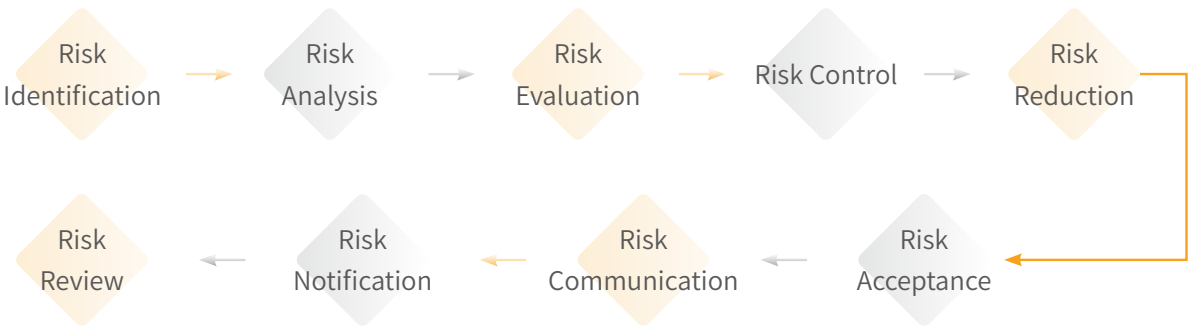 Risk
Identification
Risk
Analysis
Risk
Evaluation
Risk Control
Risk
Reduction
Risk
Acceptance
Risk
Communication
Risk
Notification
Risk
Review